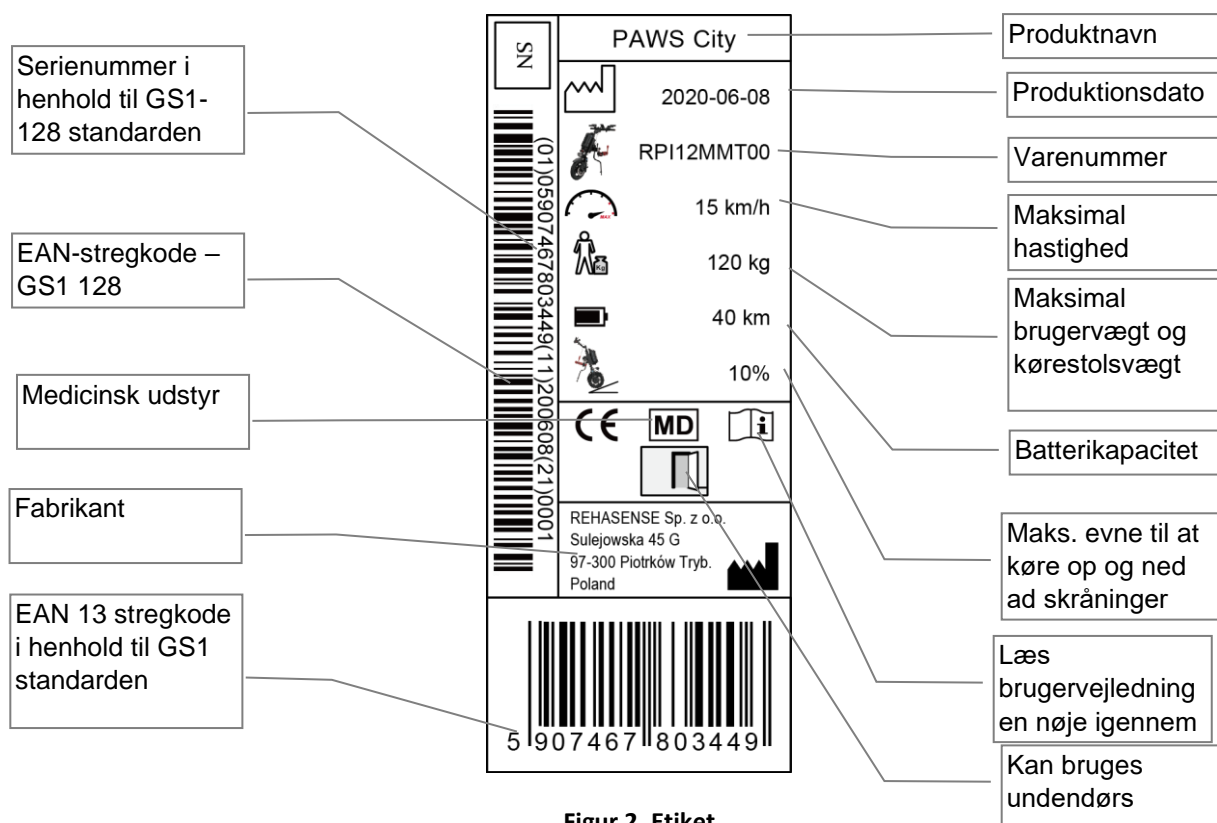 Serienummer i
henhold til GS1-
128 standarden
EAN-stregkode –
GS1 128
Medicinsk udstyr
Fabrikant
EAN 13 stregkode
i henhold til GS1
standarden
SN
(01)05907467803449(11)200608(21)0001
PAWS City
2020-06-08
RPI12MMT00
MAX
15 km/h
Kg
120 kg
40 km
10%
CE
MD
i
REHASENSE Sp. z o.o.
Sulejowska 45 G
97-300 Piotrków Tryb.
Poland
5 907467 803449
Produktnavn
Produktionsdato
Varenummer
Maksimal
hastighed
Maksimal
brugervægt og
kørestolsvægt
Batterikapacitet
Maks. evne til at
køre op og ned
ad skråninger
Læs
brugervejledning
en nøje igennem
Kan bruges
undendørs
Figur 2. Etiket